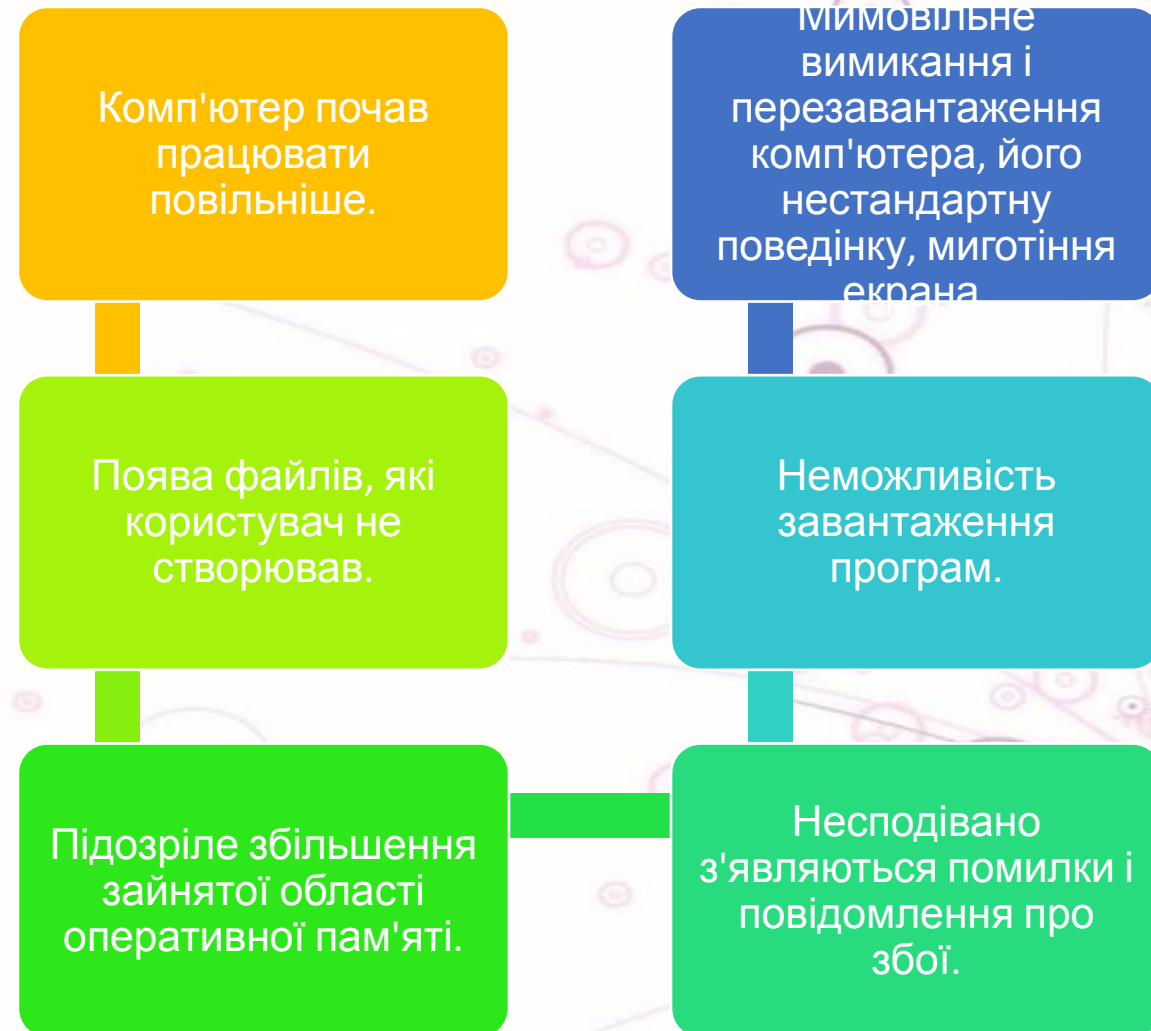 Комп'ютер почав
працювати
повільніше.
Поява файлів, які
користувач не
створював.
Підозріле збільшення
зайнятої області
оперативної пам'яті.
Несподівано
з'являються помилки і
повідомлення про
збої.
Неможливість
завантаження
програм.
Мимовільне
вимикання і
перезавантаження
комп'ютера, його
нестандартну
поведінку, миготіння
екрана